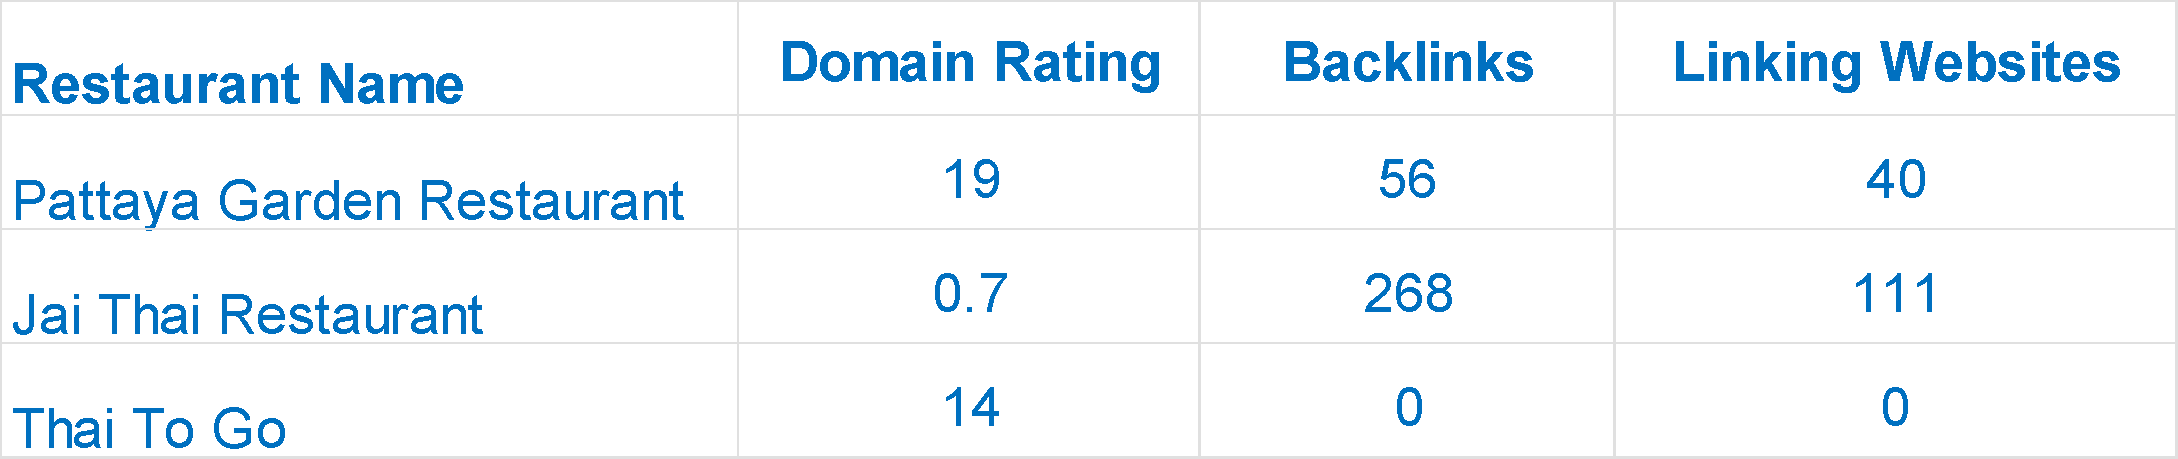 Restaurant Name Domain Rating Backlinks Linking Websites
Pattaya Garden Restaurant 19 56 40
Jai Thai Restaurant 0.7 268 111
Thai To Go 14 0 0